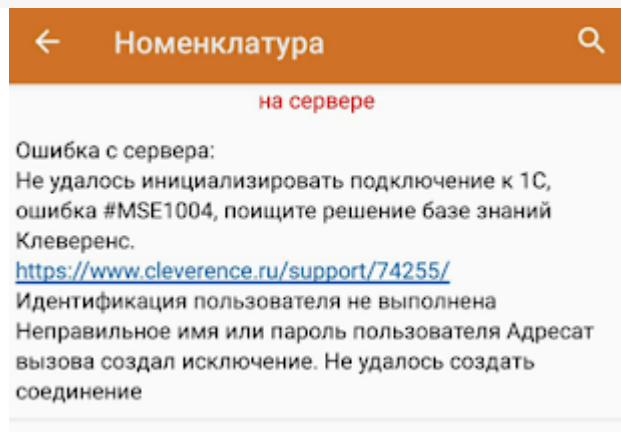 Номенклатура
на сервере
Ошибка с сервера:
Не удалось инициализировать подключение к 1С,
ошибка #MSE1004, поищите решение базе знаний
Клеверенс.
https://www.cleverence.ru/support/74255/
Идентификация пользователя не выполнена
Неправильное имя или пароль пользователя Адресат
вызова создал исключение. Не удалось создать
соединение